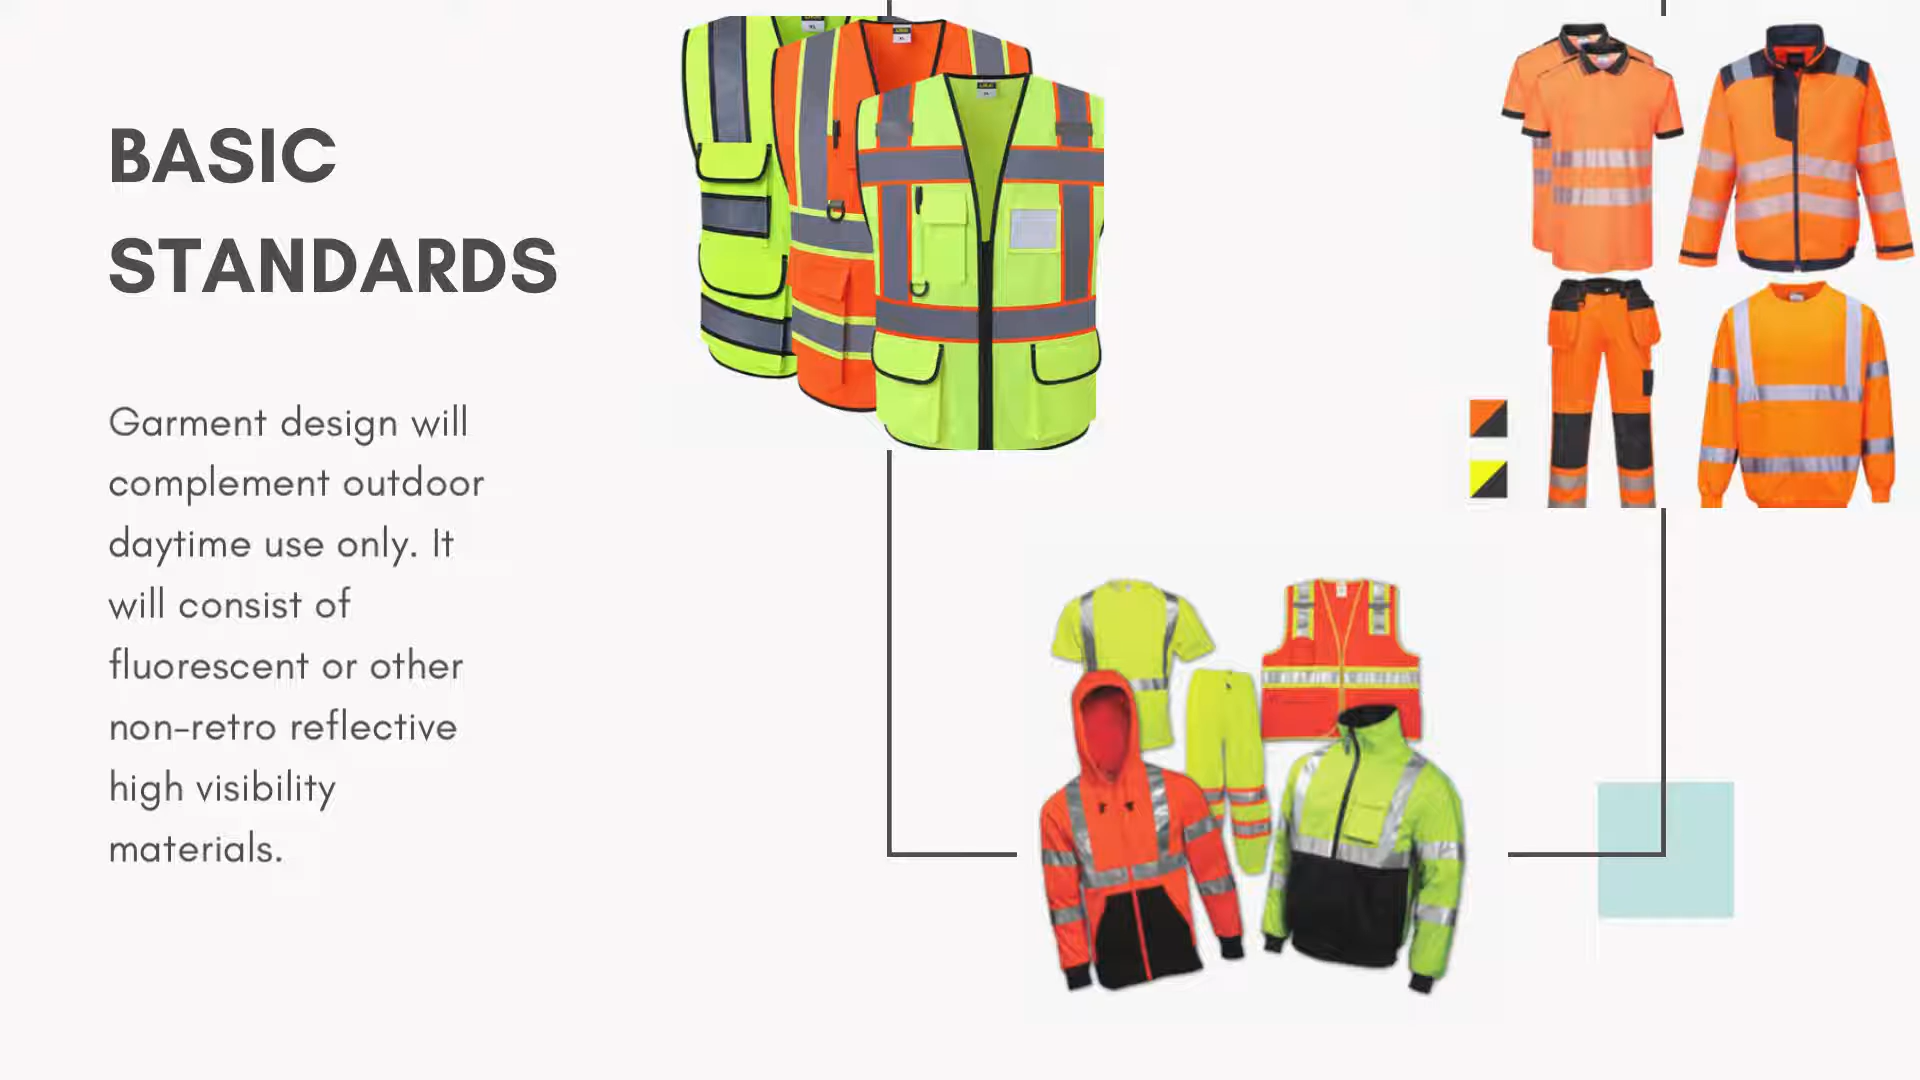 BASIC
STANDARDS
Garment design will
complement outdoor
daytime use only. It
will consist of
fluorescent or other
non-retro reflective
high visibility
materials.